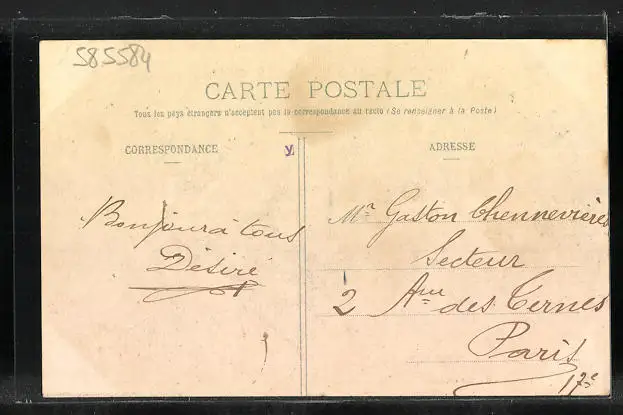 585584
CARTE POSTALE
Tous les pays étrangers n'acceptent pas la correspondance au recto (Se renseigner à la Poste)
CORRESPONDANCE
y
ADRESSE
Bonjour à tous
Désiré
Mr Gaston Chennevières
Secteur
2 Aue des Ternes
Paris
17e